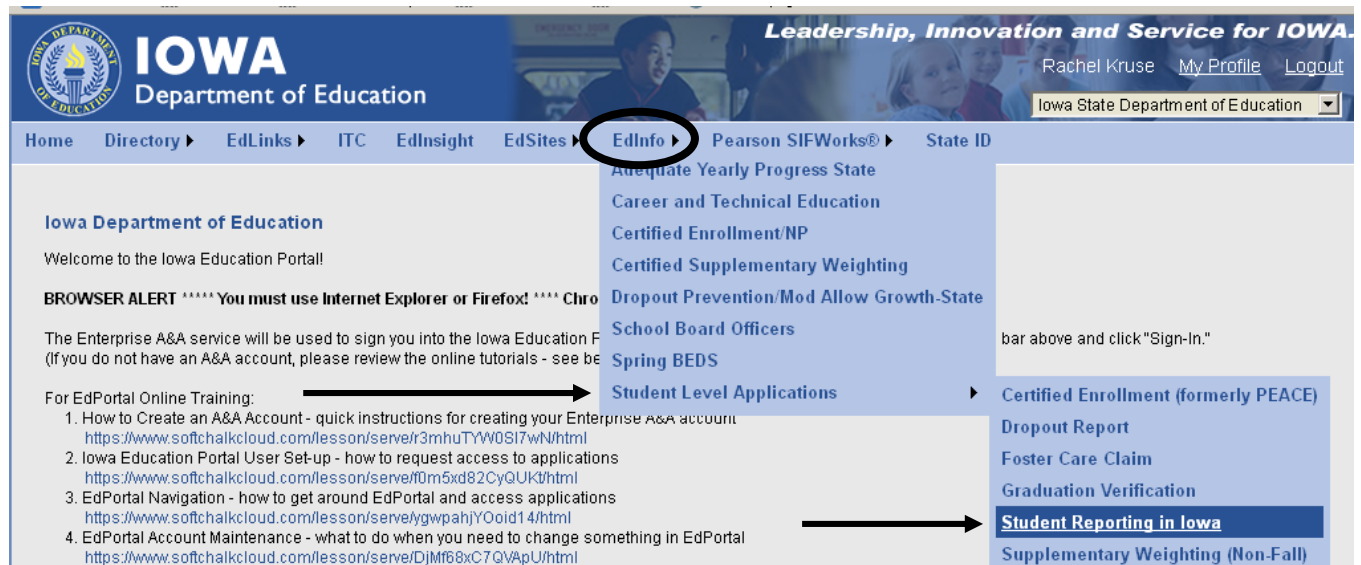 Leadership, Innovation and Service for IOWA.
IOWA
Department of Education
Rachel Kruse My Profile Logout
Iowa State Department of Education
Home Directory EdLinks ITC EdInsight EdSites EdInfo Pearson SIFWorks® State ID
Adequate Yearly Progress State
Career and Technical Education
Certified Enrollment/NP
Certified Supplementary Weighting
Dropout Prevention/Mod Allow Growth-State
School Board Officers
Spring BEDS
Student Level Applications
Certified Enrollment (formerly PEACE)
Dropout Report
Foster Care Claim
Graduation Verification
Student Reporting in Iowa
Supplementary Weighting (Non-Fall)
Iowa Department of Education
Welcome to the Iowa Education Portal!
BROWSER ALERT ***** You must use Internet Explorer or Firefox! **** Chro
The Enterprise A&A service will be used to sign you into the Iowa Education P bar above and click "Sign-In."
(If you do not have an A&A account, please review the online tutorials - see be
For EdPortal Online Training:
1. How to Create an A&A Account - quick instructions for creating your Enterprise A&A account
https://www.softchalkcloud.com/lesson/serve/r3mhuTYW0SI7wN/html
2. Iowa Education Portal User Set-up - how to request access to applications
https://www.softchalkcloud.com/lesson/serve/f0m5xd82CyQUKt/html
3. EdPortal Navigation - how to get around EdPortal and access applications
https://www.softchalkcloud.com/lesson/serve/ygwpahjYOoid14/html
4. EdPortal Account Maintenance - what to do when you need to change something in EdPortal
https://www.softchalkcloud.com/lesson/serve/DjMf68xC7QVApU/html